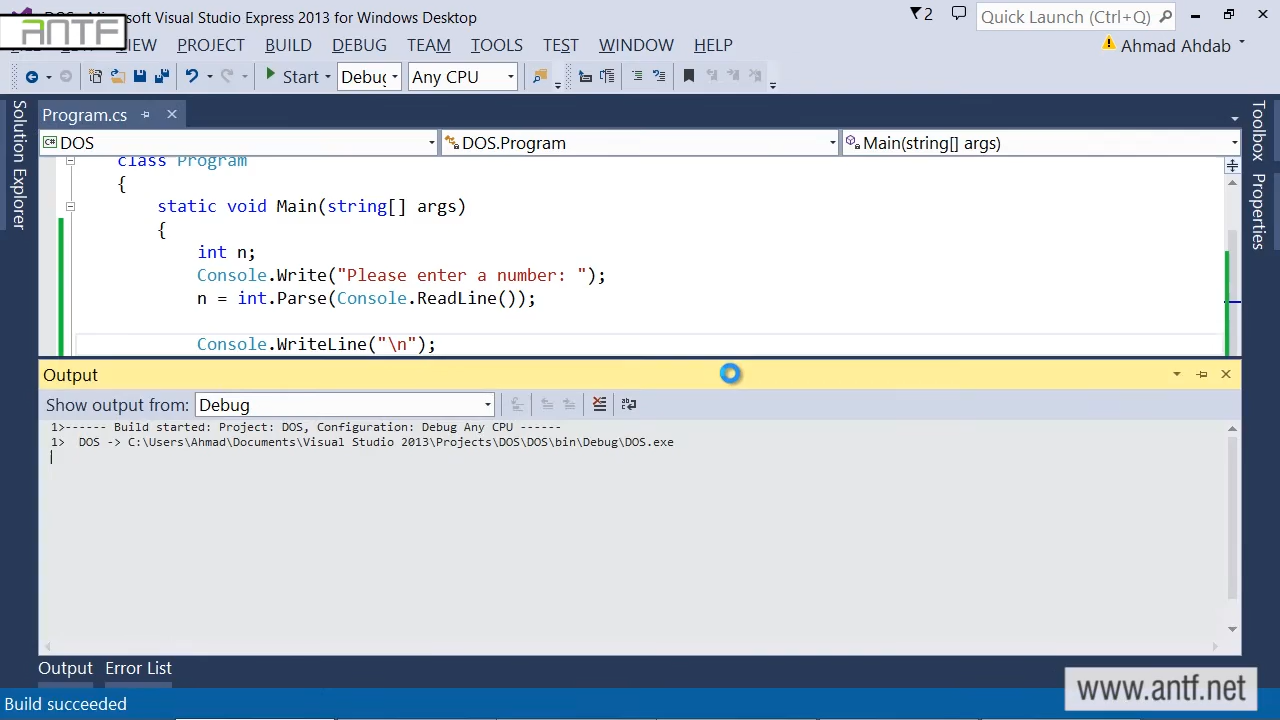 DOS - Microsoft Visual Studio Express 2013 for Windows Desktop
2
Quick Launch (Ctrl+Q)
ANTF
VIEW PROJECT BUILD DEBUG TEAM TOOLS TEST WINDOW HELP
Ahmad Ahdab
Start Debug Any CPU
Solution Explorer
Program.cs
Toolbox
Properties
DOS DOS.Program Main(string[] args)
class Program
{
static void Main(string[] args)
{
int n;
Console.Write("Please enter a number: ");
n = int.Parse(Console.ReadLine());
Console.WriteLine("\n");
Output
Show output from: Debug
1>------ Build started: Project: DOS, Configuration: Debug Any CPU ------
1> DOS -> C:\Users\Ahmad\Documents\Visual Studio 2013\Projects\DOS\DOS\bin\Debug\DOS.exe
Output Error List
Build succeeded
www.antf.net